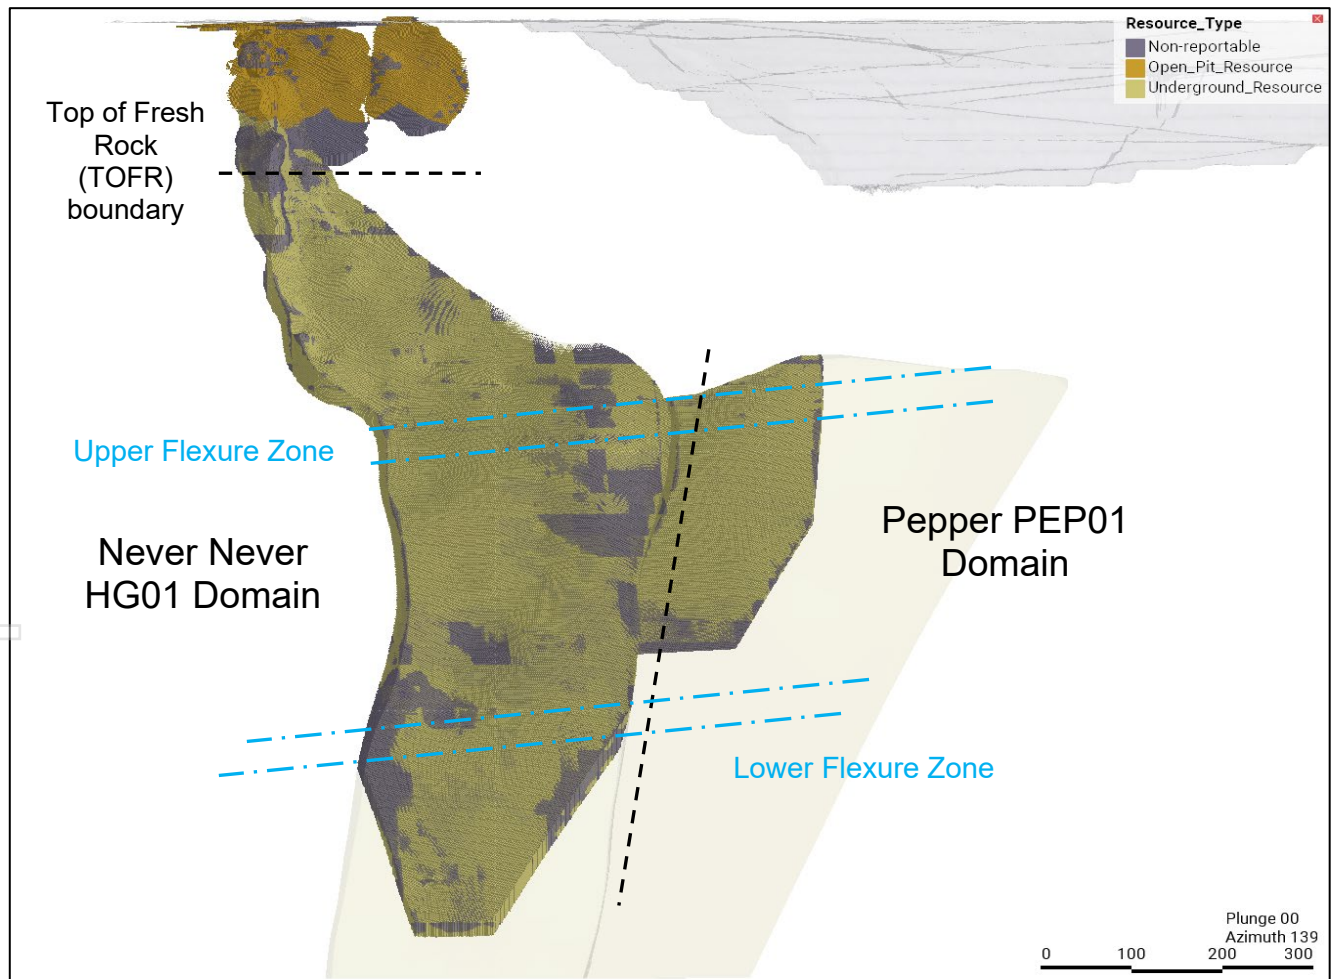 Resource_Type
Non-reportable
Open_Pit_Resource
Underground_Resource
Top of Fresh
Rock
(TOFR)
boundary
Upper Flexure Zone
Never Never
HG01 Domain
Pepper PEP01
Domain
Lower Flexure Zone
Plunge 00
Azimuth 139
0 100 200 300